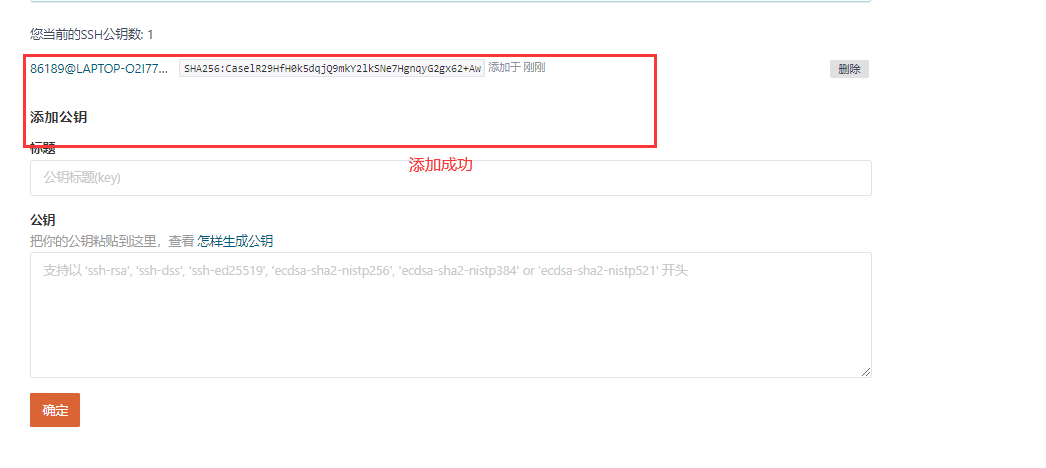 您当前的SSH公钥数: 1
86189@LAPTOP-O2I77... SHA256:CaselR29HfH0k5dqjQ9mkY2lkSNe7HgnqyG2gx62+Aw 添加于 刚刚 删除
添加公钥
标题
添加成功
公钥标题(key)
公钥
把你的公钥粘贴到这里，查看 怎样生成公钥
支持以 'ssh-rsa', 'ssh-dss', 'ssh-ed25519', 'ecdsa-sha2-nistp256', 'ecdsa-sha2-nistp384' or 'ecdsa-sha2-nistp521' 开头
确定